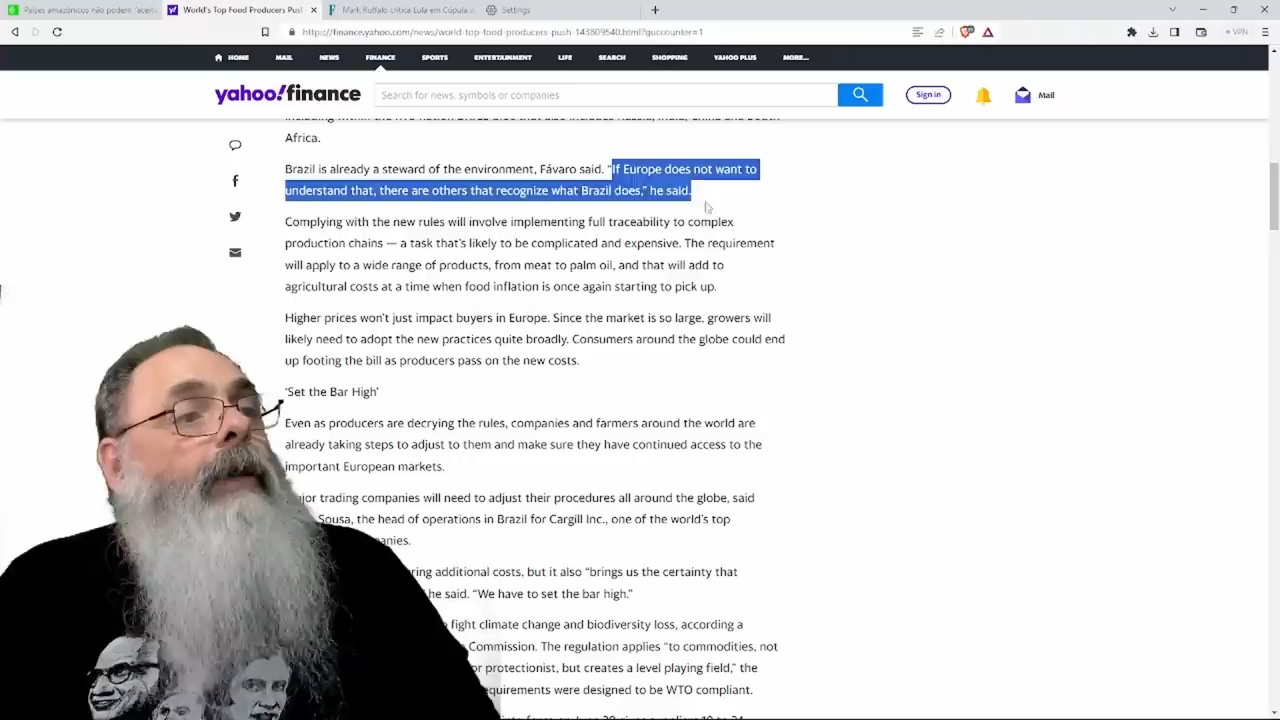 Países amazônicos não podem 'aceita
World's Top Food Producers Push
Mark Ruffalo critica Lula em Cúpula d
Settings
https://finance.yahoo.com/news/world-top-food-producers-push-143809540.html?guccounter=1
VPN
HOME MAIL NEWS FINANCE SPORTS ENTERTAINMENT LIFE SEARCH SHOPPING YAHOO PLUS MORE...
yahoo!finance
Search for news, symbols or companies
Sign in
Mail
Africa.
Brazil is already a steward of the environment, Fávaro said. “If Europe does not want to
understand that, there are others that recognize what Brazil does,” he said.
Complying with the new rules will involve implementing full traceability to complex
production chains — a task that’s likely to be complicated and expensive. The requirement
will apply to a wide range of products, from meat to palm oil, and that will add to
agricultural costs at a time when food inflation is once again starting to pick up.
Higher prices won’t just impact buyers in Europe. Since the market is so large, growers will
likely need to adopt the new practices quite broadly. Consumers around the globe could end
up footing the bill as producers pass on the new costs.
‘Set the Bar High’
Even as producers are decrying the rules, companies and farmers around the world are
already taking steps to adjust to them and make sure they have continued access to the
important European markets.
jor trading companies will need to adjust their procedures all around the globe, said
Sousa, the head of operations in Brazil for Cargill Inc., one of the world’s top
anies.
ring additional costs, but it also “brings us the certainty that
he said. “We have to set the bar high.”
fight climate change and biodiversity loss, according a
Commission. The regulation applies “to commodities, not
or protectionist, but creates a level playing field,” the
equirements were designed to be WTO compliant.